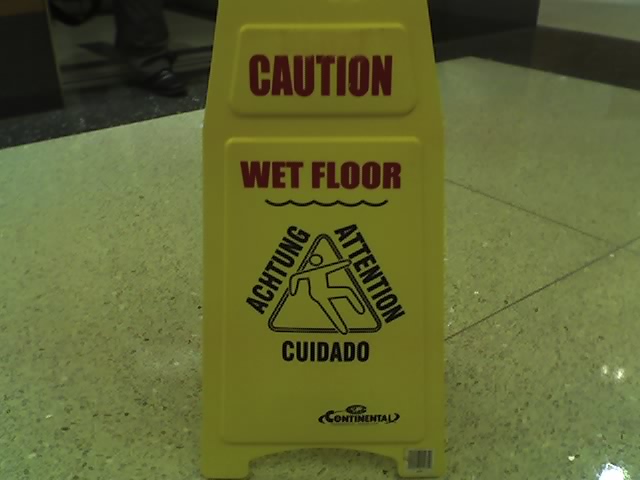 CAUTION
WET FLOOR
ACHTUNG
ATTENTION
CUIDADO
CONTINENTAL